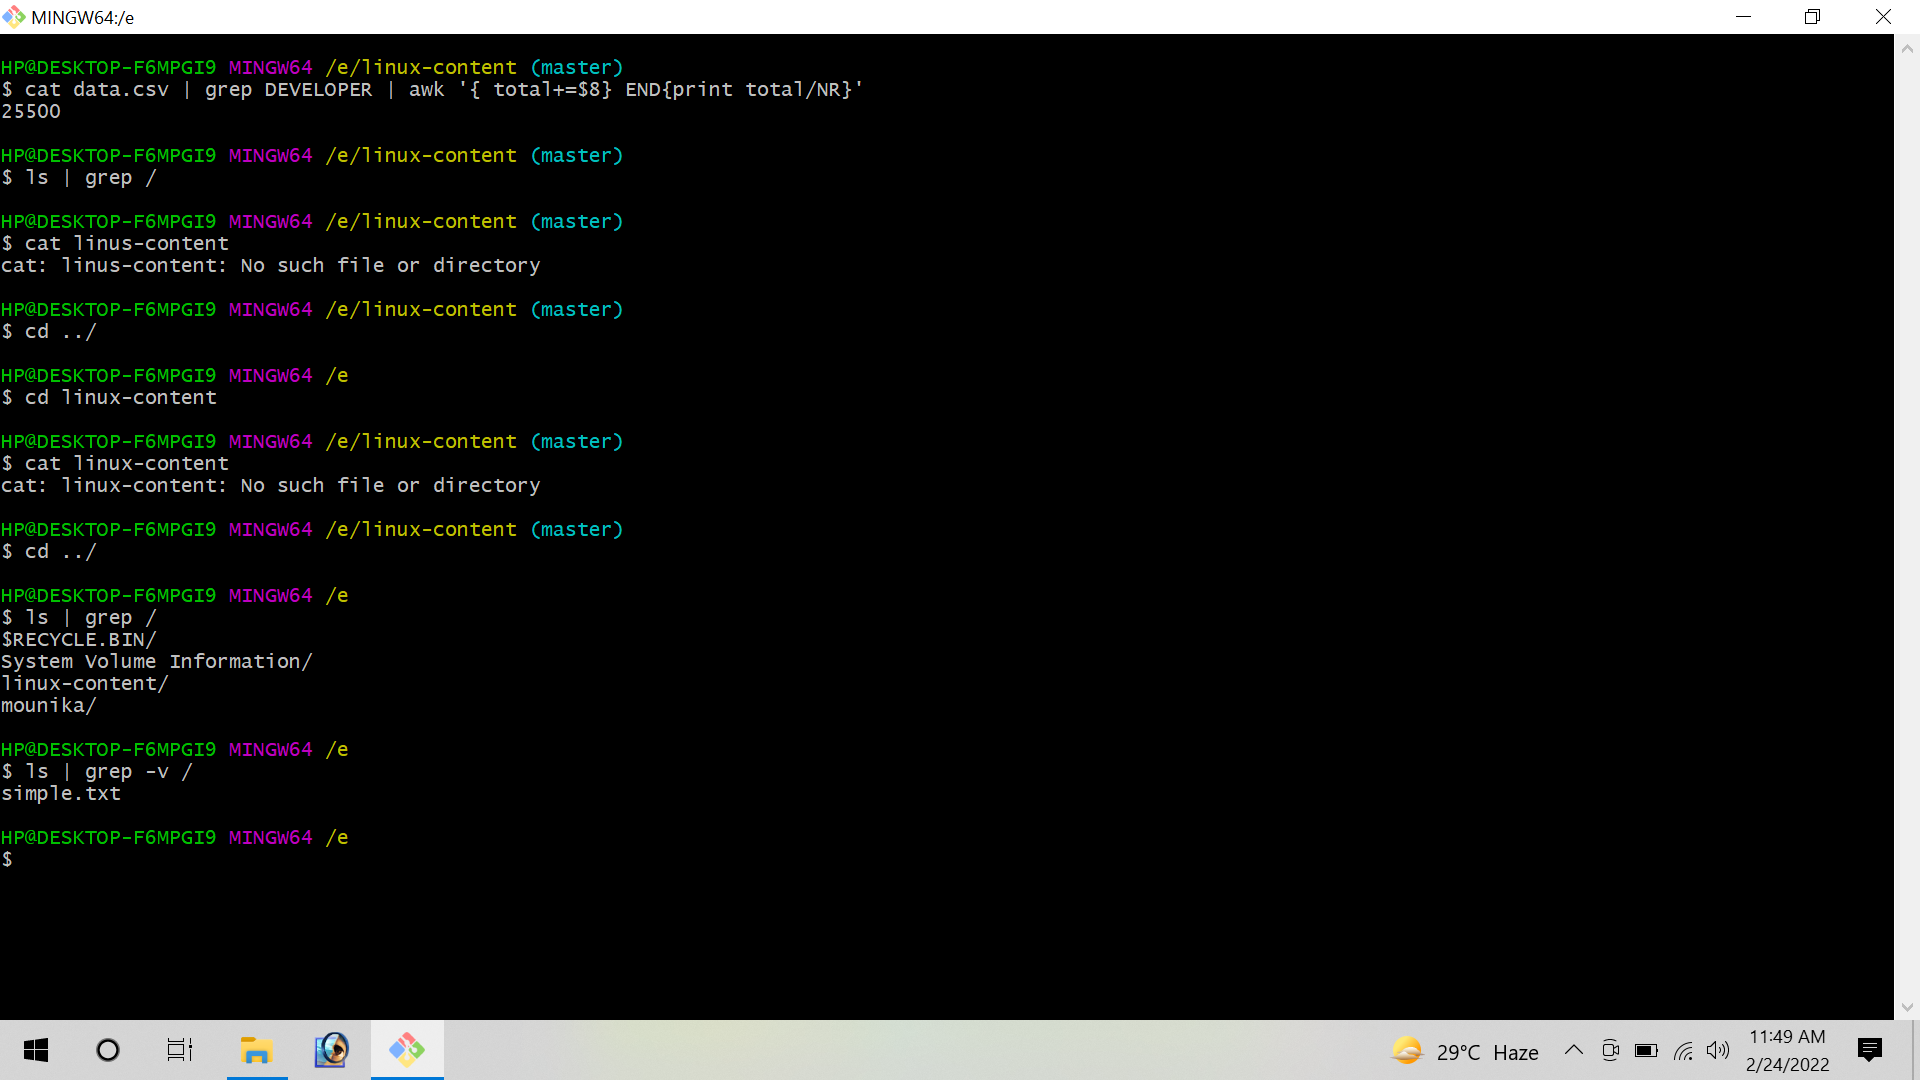 MINGW64:/e
HP@DESKTOP-F6MPGI9 MINGW64 /e/linux-content (master)
$ cat data.csv | grep DEVELOPER | awk '{ total+=$8} END{print total/NR}'
25500
HP@DESKTOP-F6MPGI9 MINGW64 /e/linux-content (master)
$ ls | grep /
HP@DESKTOP-F6MPGI9 MINGW64 /e/linux-content (master)
$ cat linus-content
cat: linus-content: No such file or directory
HP@DESKTOP-F6MPGI9 MINGW64 /e/linux-content (master)
$ cd ../
HP@DESKTOP-F6MPGI9 MINGW64 /e
$ cd linux-content
HP@DESKTOP-F6MPGI9 MINGW64 /e/linux-content (master)
$ cat linux-content
cat: linux-content: No such file or directory
HP@DESKTOP-F6MPGI9 MINGW64 /e/linux-content (master)
$ cd ../
HP@DESKTOP-F6MPGI9 MINGW64 /e
$ ls | grep /
$RECYCLE.BIN/
System Volume Information/
linux-content/
mounika/
HP@DESKTOP-F6MPGI9 MINGW64 /e
$ ls | grep -v /
simple.txt
HP@DESKTOP-F6MPGI9 MINGW64 /e
$
29°C Haze
11:49 AM
2/24/2022